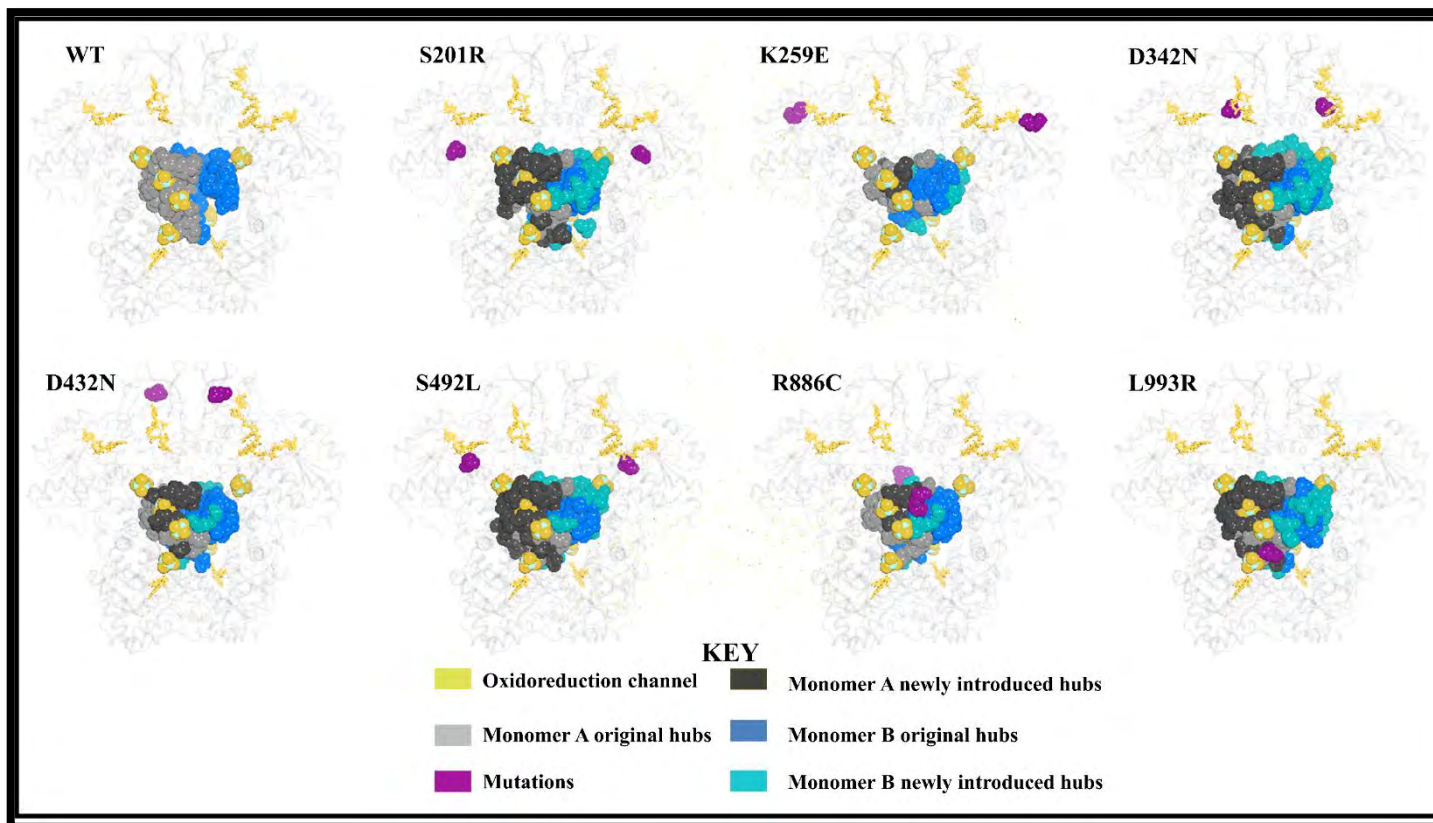 WT
S201R
K259E
D342N
D432N
S492L
R886C
L993R
KEY
Oxidoreduction channel
Monomer A newly introduced hubs
Monomer A original hubs
Monomer B original hubs
Mutations
Monomer B newly introduced hubs